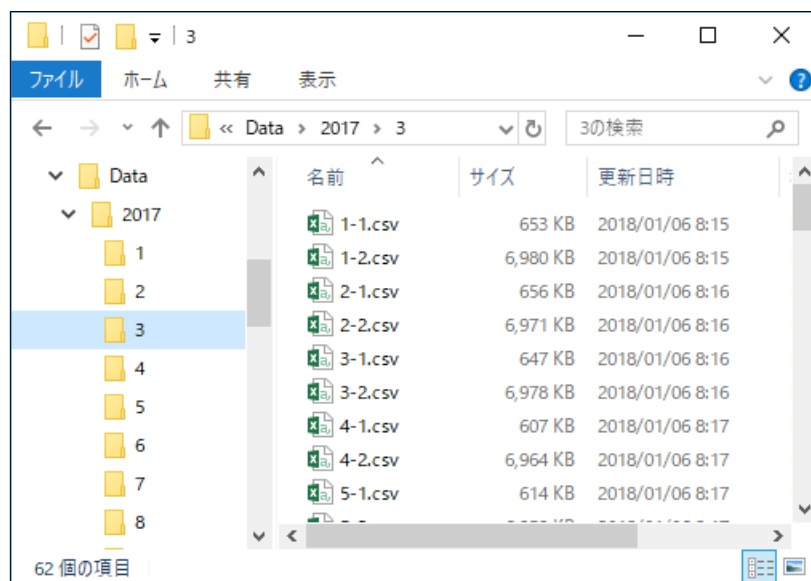 3
ファイル ホーム 共有 表示
« Data > 2017 > 3 3の検索
Data
2017
1
2
3
4
5
6
7
8
名前 サイズ 更新日時
1-1.csv 653 KB 2018/01/06 8:15
1-2.csv 6,980 KB 2018/01/06 8:15
2-1.csv 656 KB 2018/01/06 8:16
2-2.csv 6,971 KB 2018/01/06 8:16
3-1.csv 647 KB 2018/01/06 8:16
3-2.csv 6,978 KB 2018/01/06 8:16
4-1.csv 607 KB 2018/01/06 8:17
4-2.csv 6,964 KB 2018/01/06 8:17
5-1.csv 614 KB 2018/01/06 8:17
62 個の項目